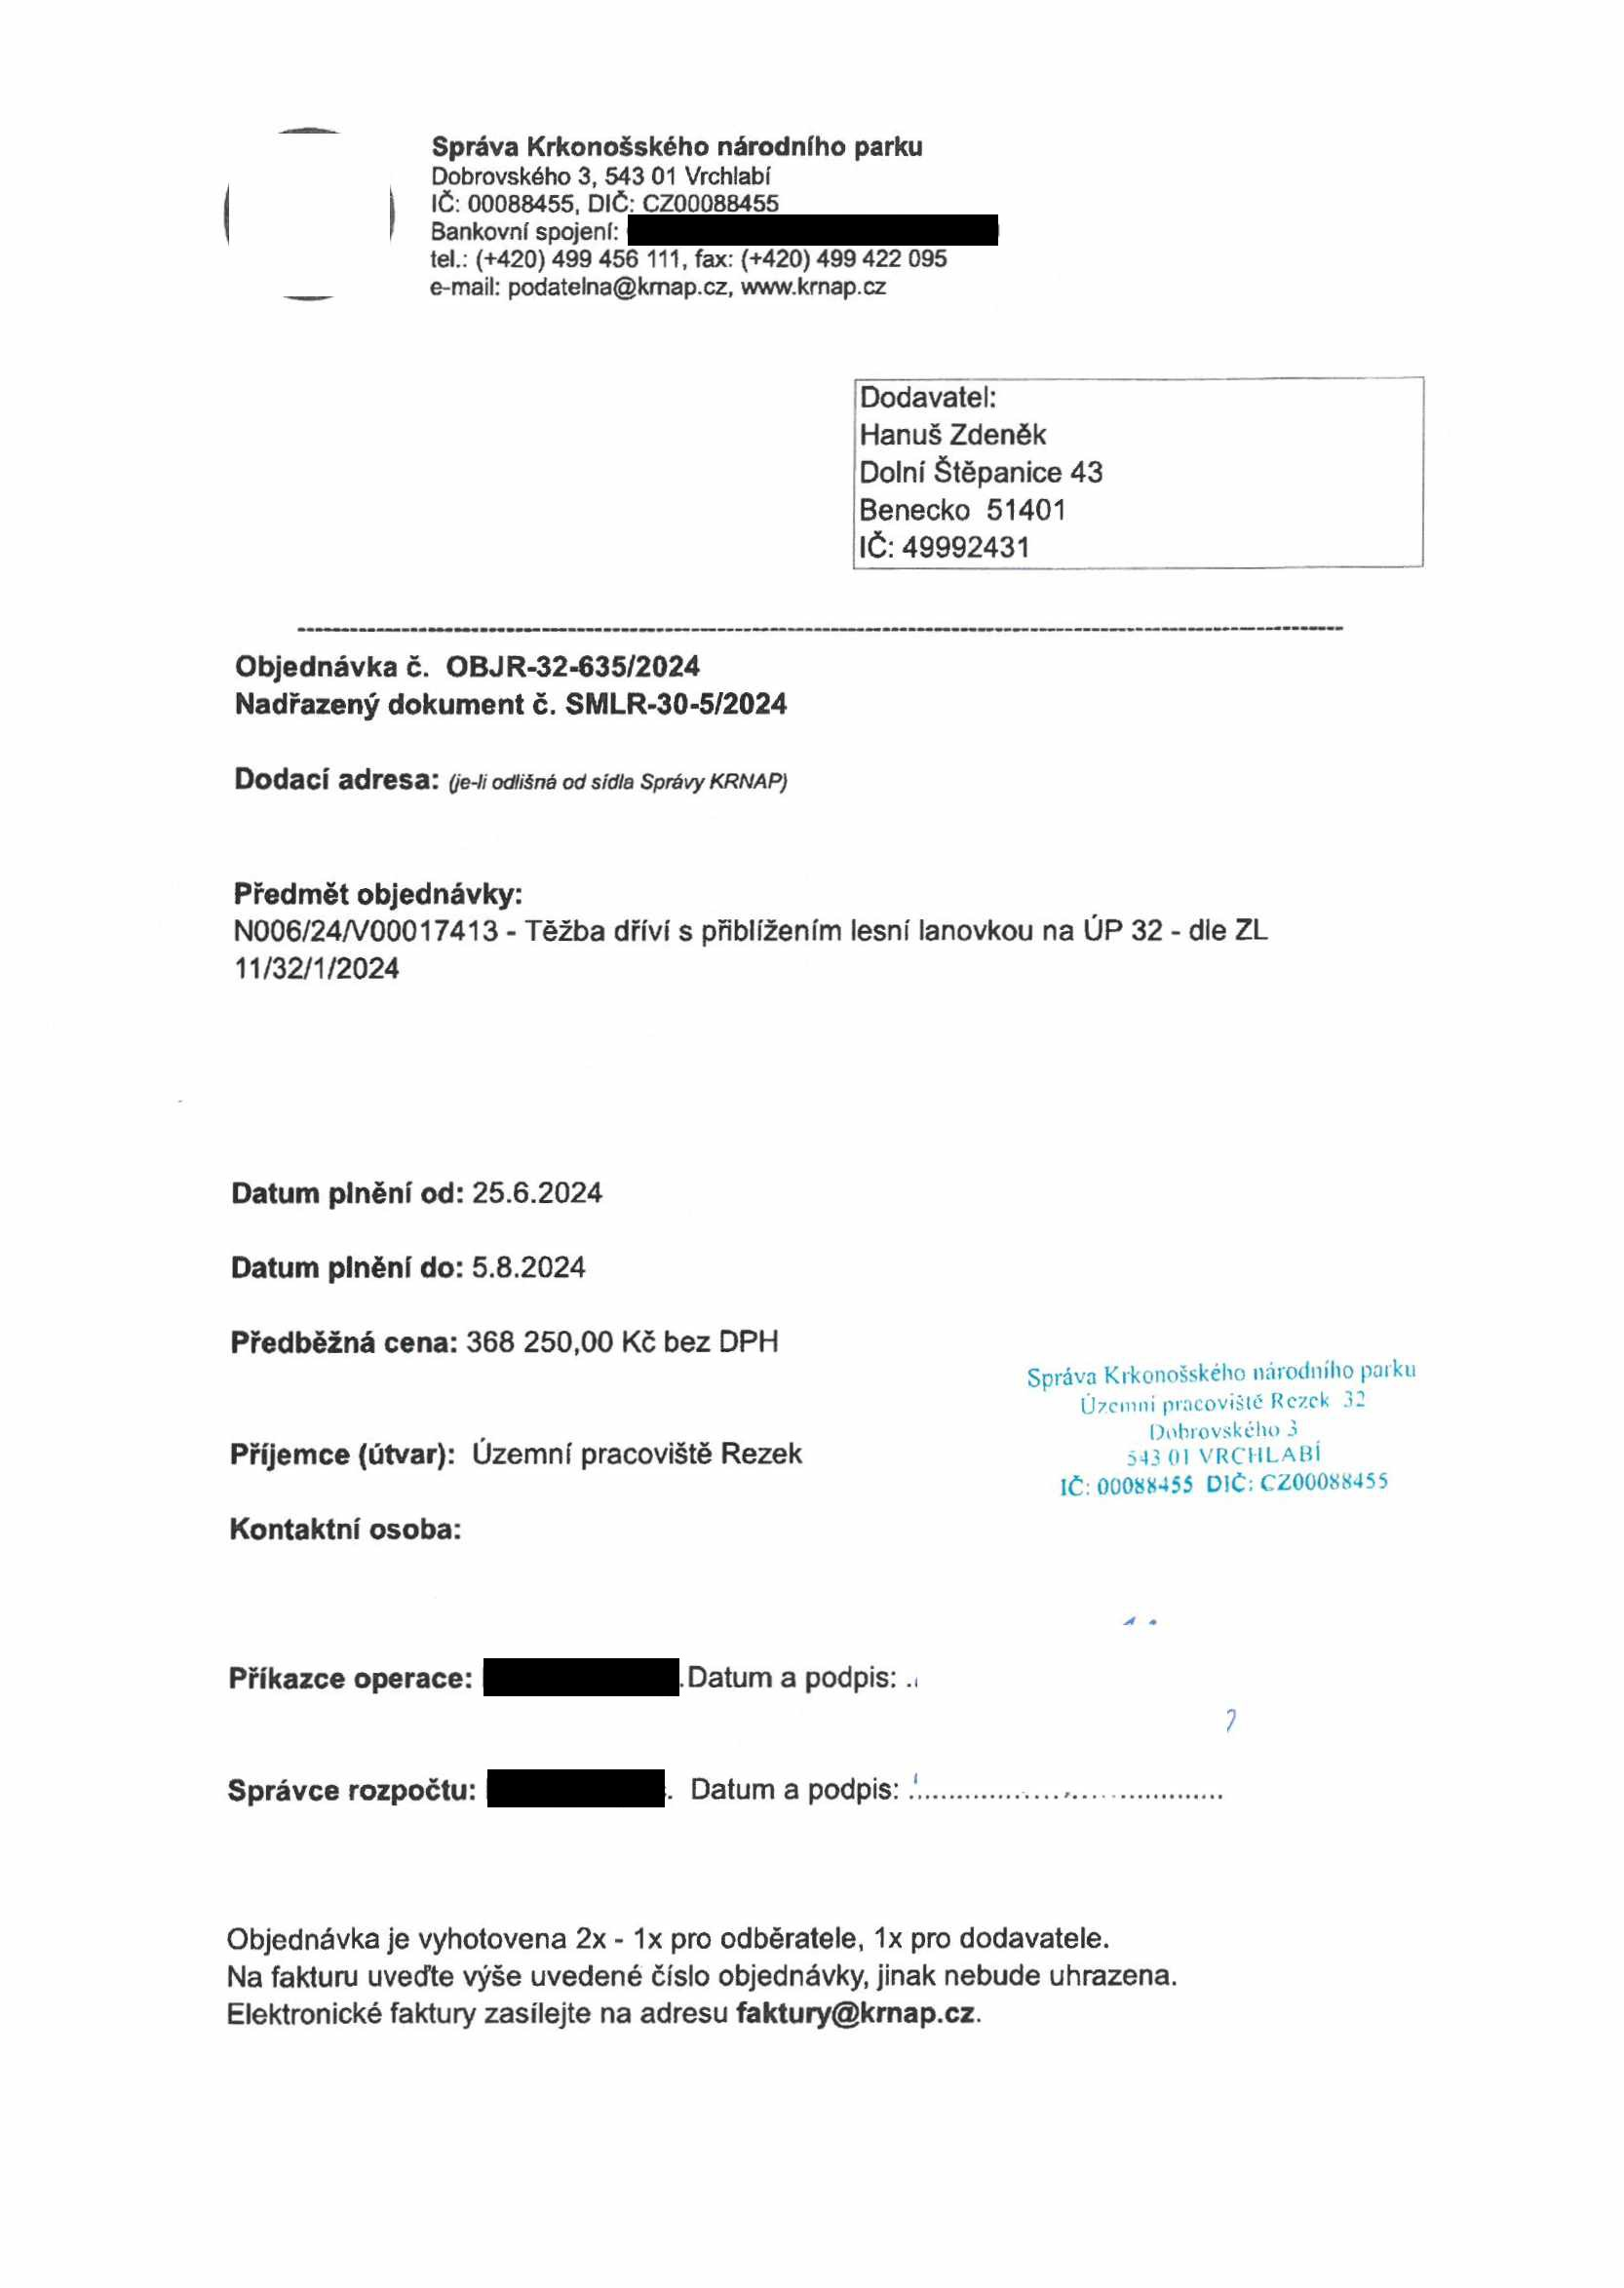 Správa Krkonošského národního parku
Dobrovského 3, 543 01 Vrchlabí
IČ: 00088455, DIČ: CZ00088455
Bankovní spojení:
tel.: (+420) 499 456 111, fax: (+420) 499 422 095
e-mail: podatelna@krnap.cz, www.krnap.cz
Dodavatel:
Hanuš Zdeněk
Dolní Štěpanice 43
Benecko 51401
IČ: 49992431
Objednávka č. OBJR-32-635/2024
Nadřazený dokument č. SMLR-30-5/2024
Dodací adresa: (je-li odlišná od sídla Správy KRNAP)
Předmět objednávky:
N006/24/V00017413 - Těžba dříví s přiblížením lesní lanovkou na ÚP 32 - dle ZL
11/32/1/2024
Datum plnění od: 25.6.2024
Datum plnění do: 5.8.2024
Předběžná cena: 368 250,00 Kč bez DPH
Správa Krkonošského národního parku
Územní pracoviště Rezek 32
Dobrovského 3
543 01 VRCHLABÍ
IČ: 00088455 DIČ: CZ00088455
Příjemce (útvar): Územní pracoviště Rezek
Kontaktní osoba:
Příkazce operace: Datum a podpis:
Správce rozpočtu: Datum a podpis:
Objednávka je vyhotovena 2x - 1x pro odběratele, 1x pro dodavatele.
Na fakturu uveďte výše uvedené číslo objednávky, jinak nebude uhrazena.
Elektronické faktury zasílejte na adresu faktury@krnap.cz.